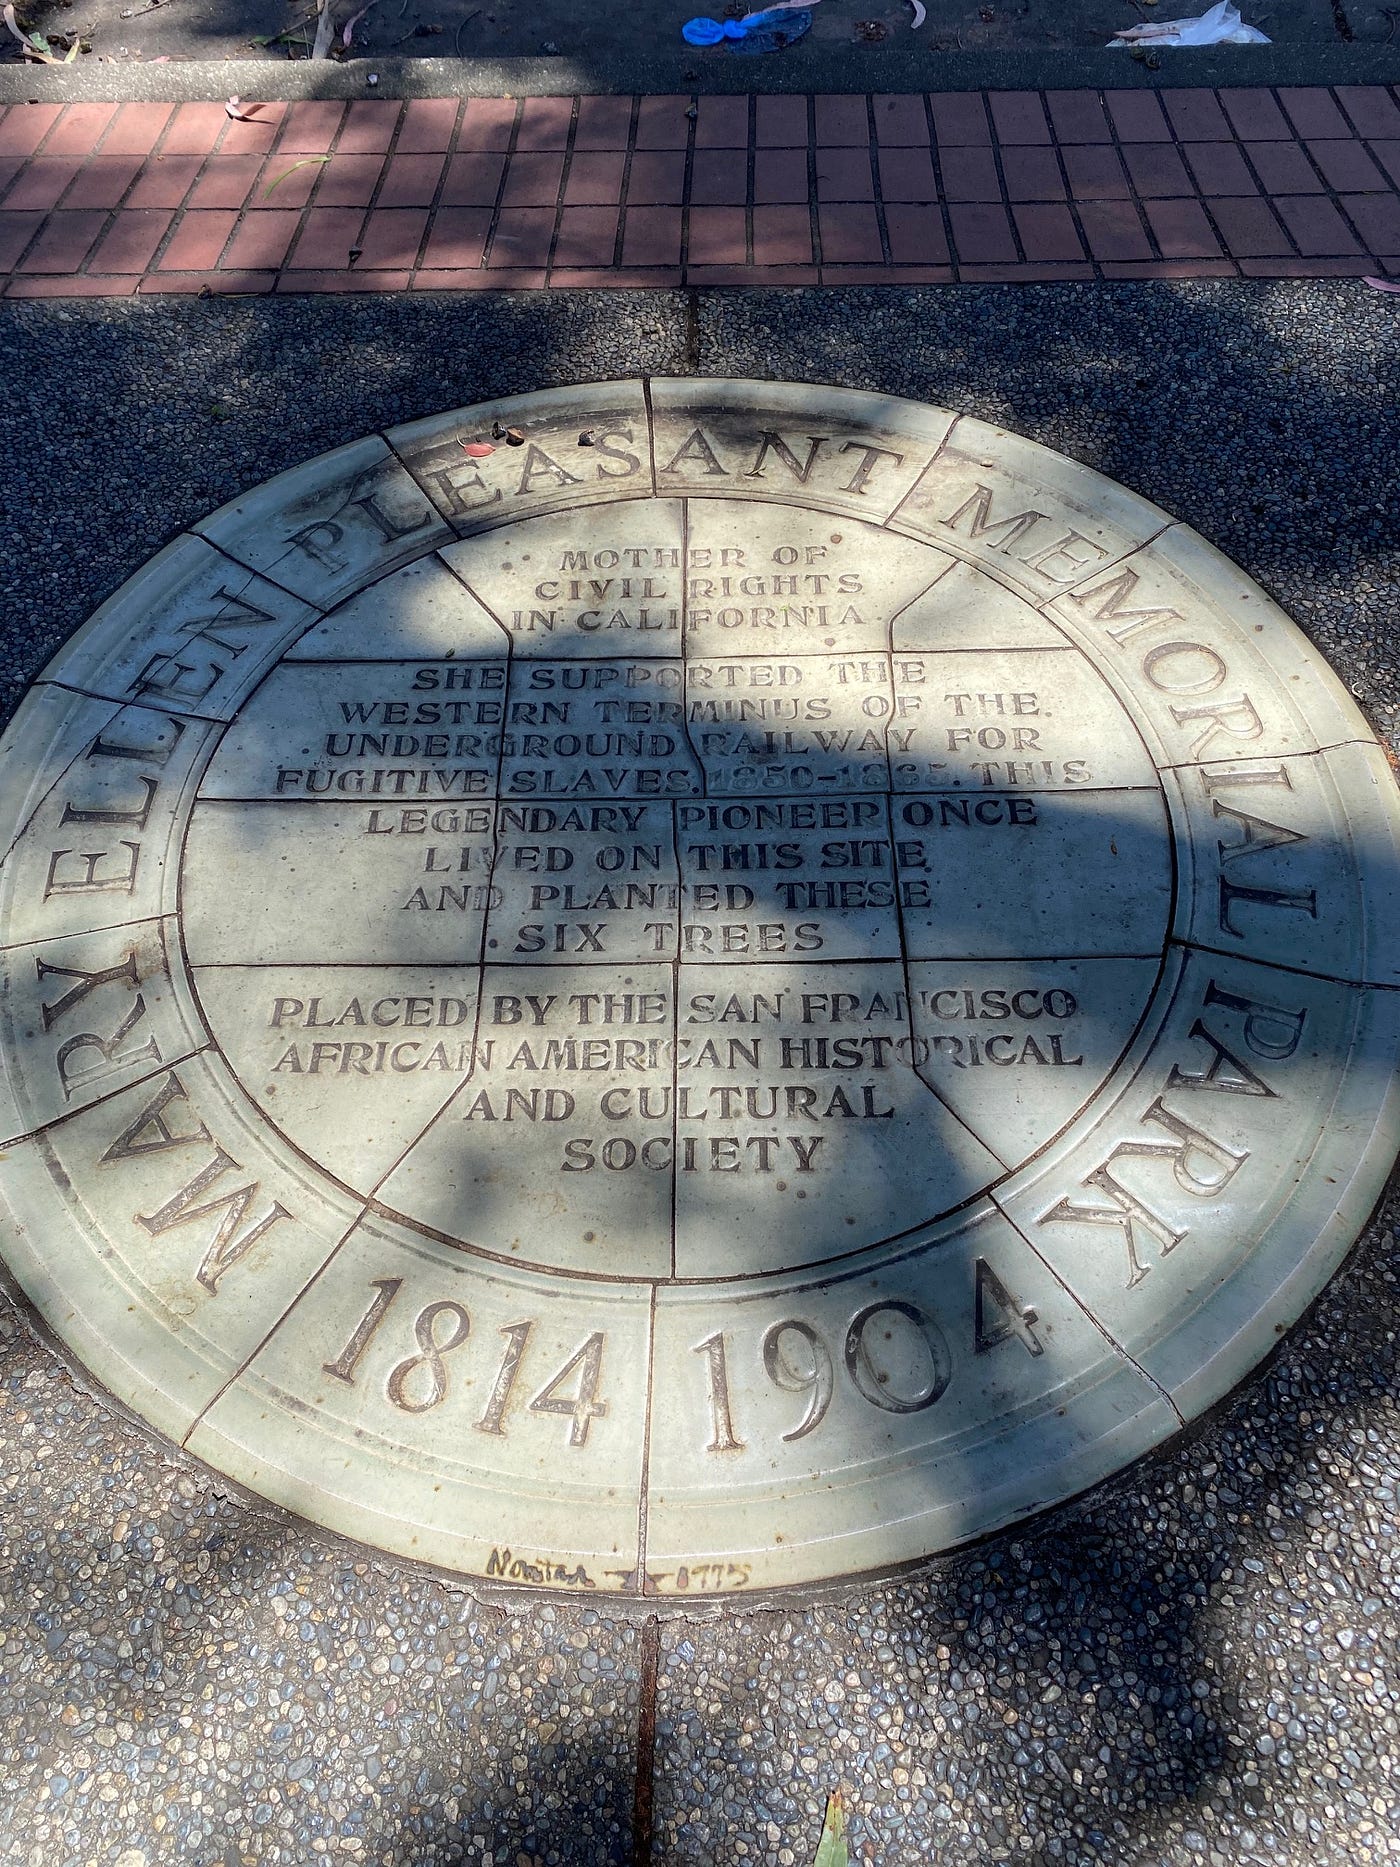 MARY ELLEN PLEASANT MEMORIAL PARK
MOTHER OF
CIVIL RIGHTS
IN CALIFORNIA
SHE SUPPORTED THE
WESTERN TERMINUS OF THE
UNDERGROUND RAILWAY FOR
FUGITIVE SLAVES. 1850-1865. THIS
LEGENDARY PIONEER ONCE
LIVED ON THIS SITE
AND PLANTED THESE
SIX TREES
PLACED BY THE SAN FRANCISCO
AFRICAN AMERICAN HISTORICAL
AND CULTURAL
SOCIETY
1814 1904